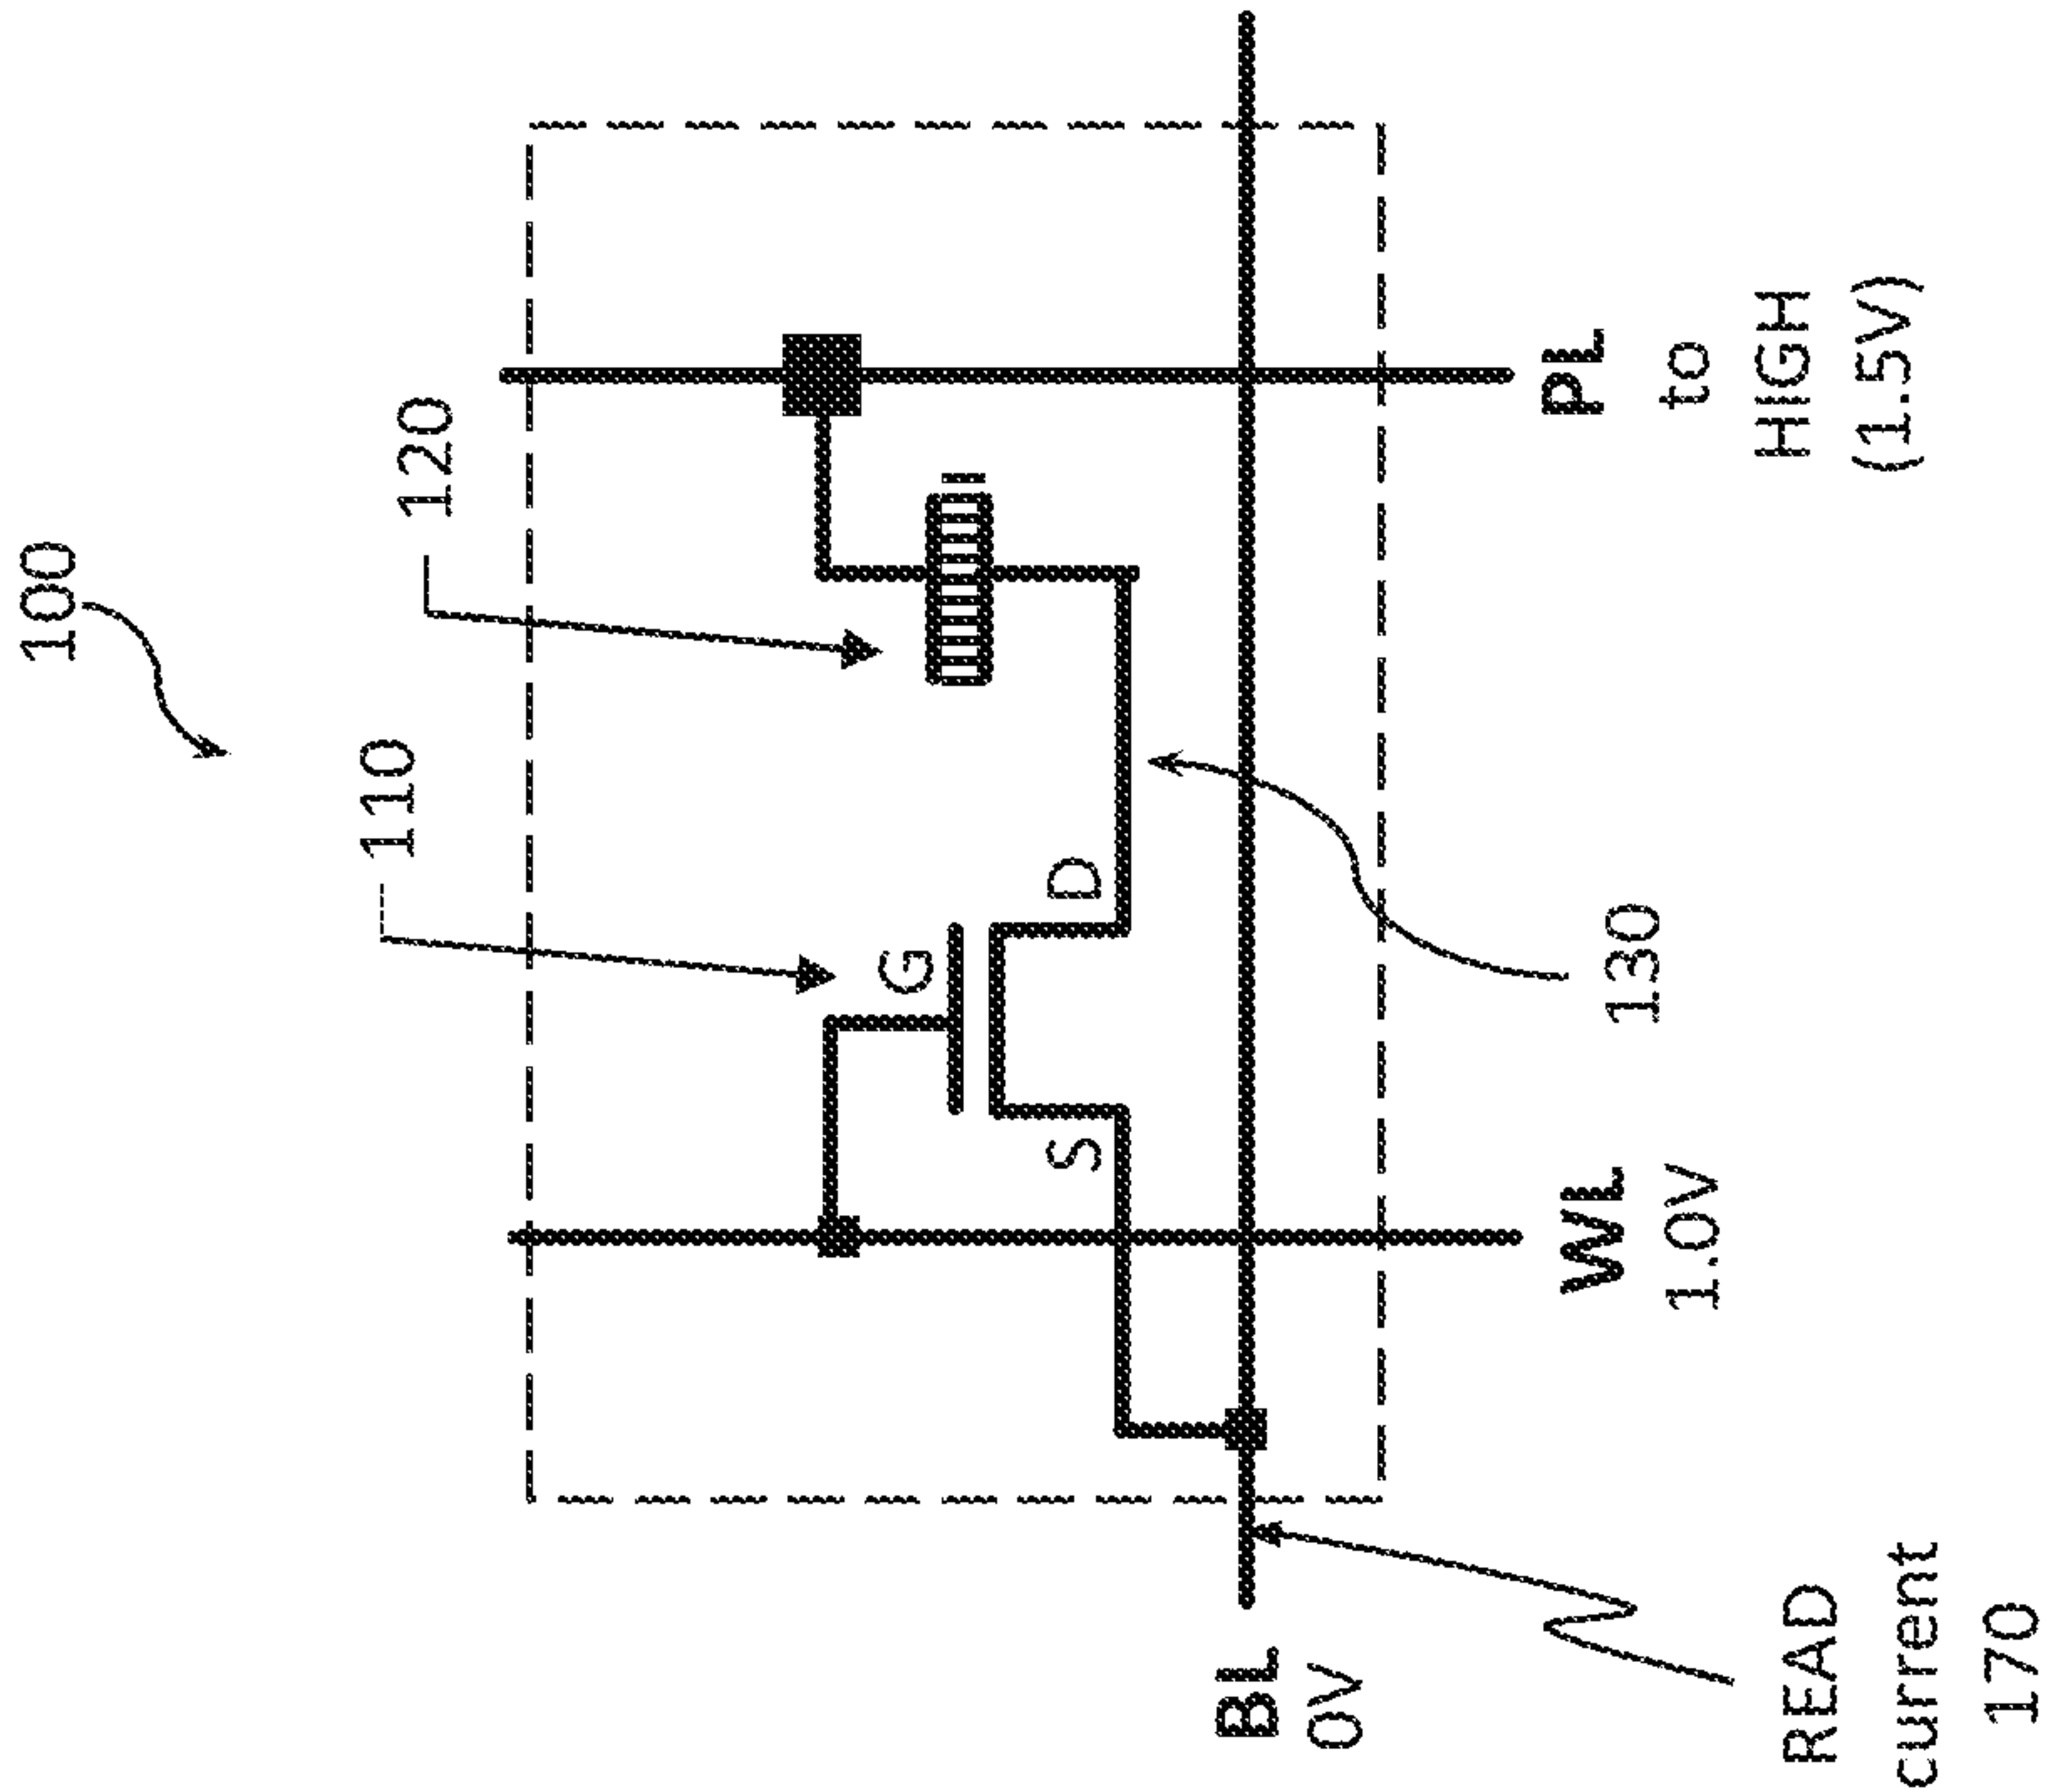 100
110
120
G
S
D
BL
0V
WL
1.0V
130
PL
to
HIGH
(1.5V)
READ
current
170